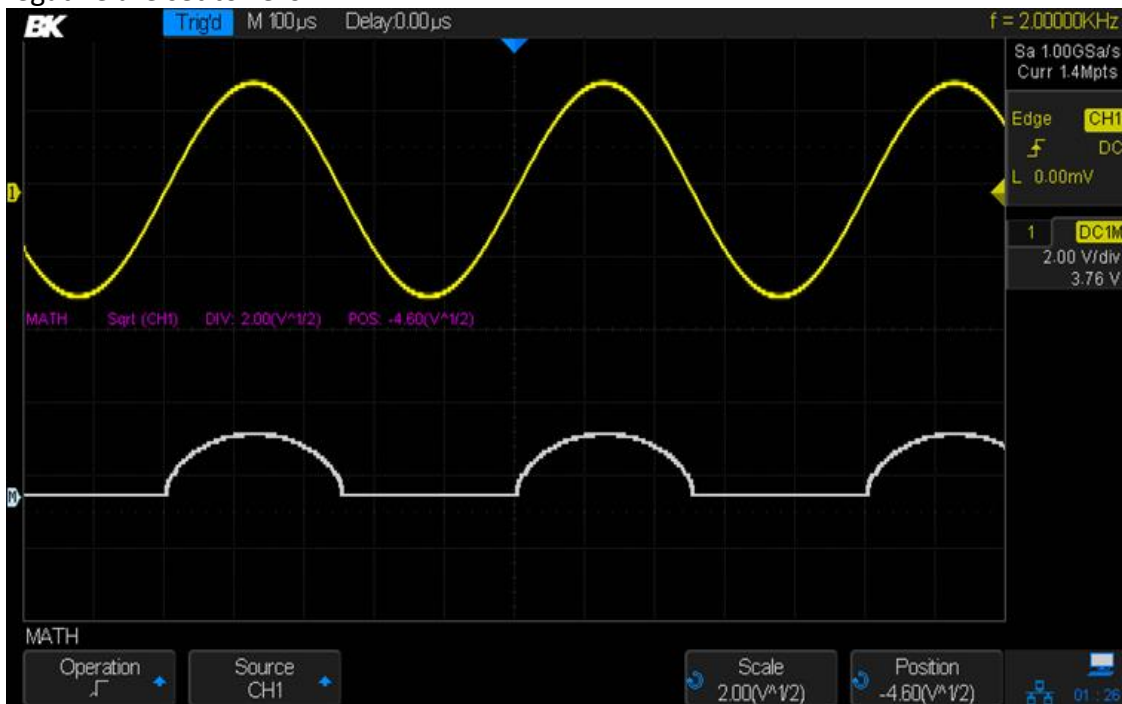 BK Trig'd M 100μs Delay:0.00μs f = 2.00000KHz
Sa 1.00GSa/s
Curr 1.4Mpts
Edge CH1
DC
L 0.00mV
1 DC1M
2.00 V/div
3.76 V
1
MATH Sqrt (CH1) DIV: 2.00(V^1/2) POS: -4.60(V^1/2)
M
MATH
Operation Source Scale Position
CH1 2.00(V^1/2) -4.60(V^1/2)
01 : 26